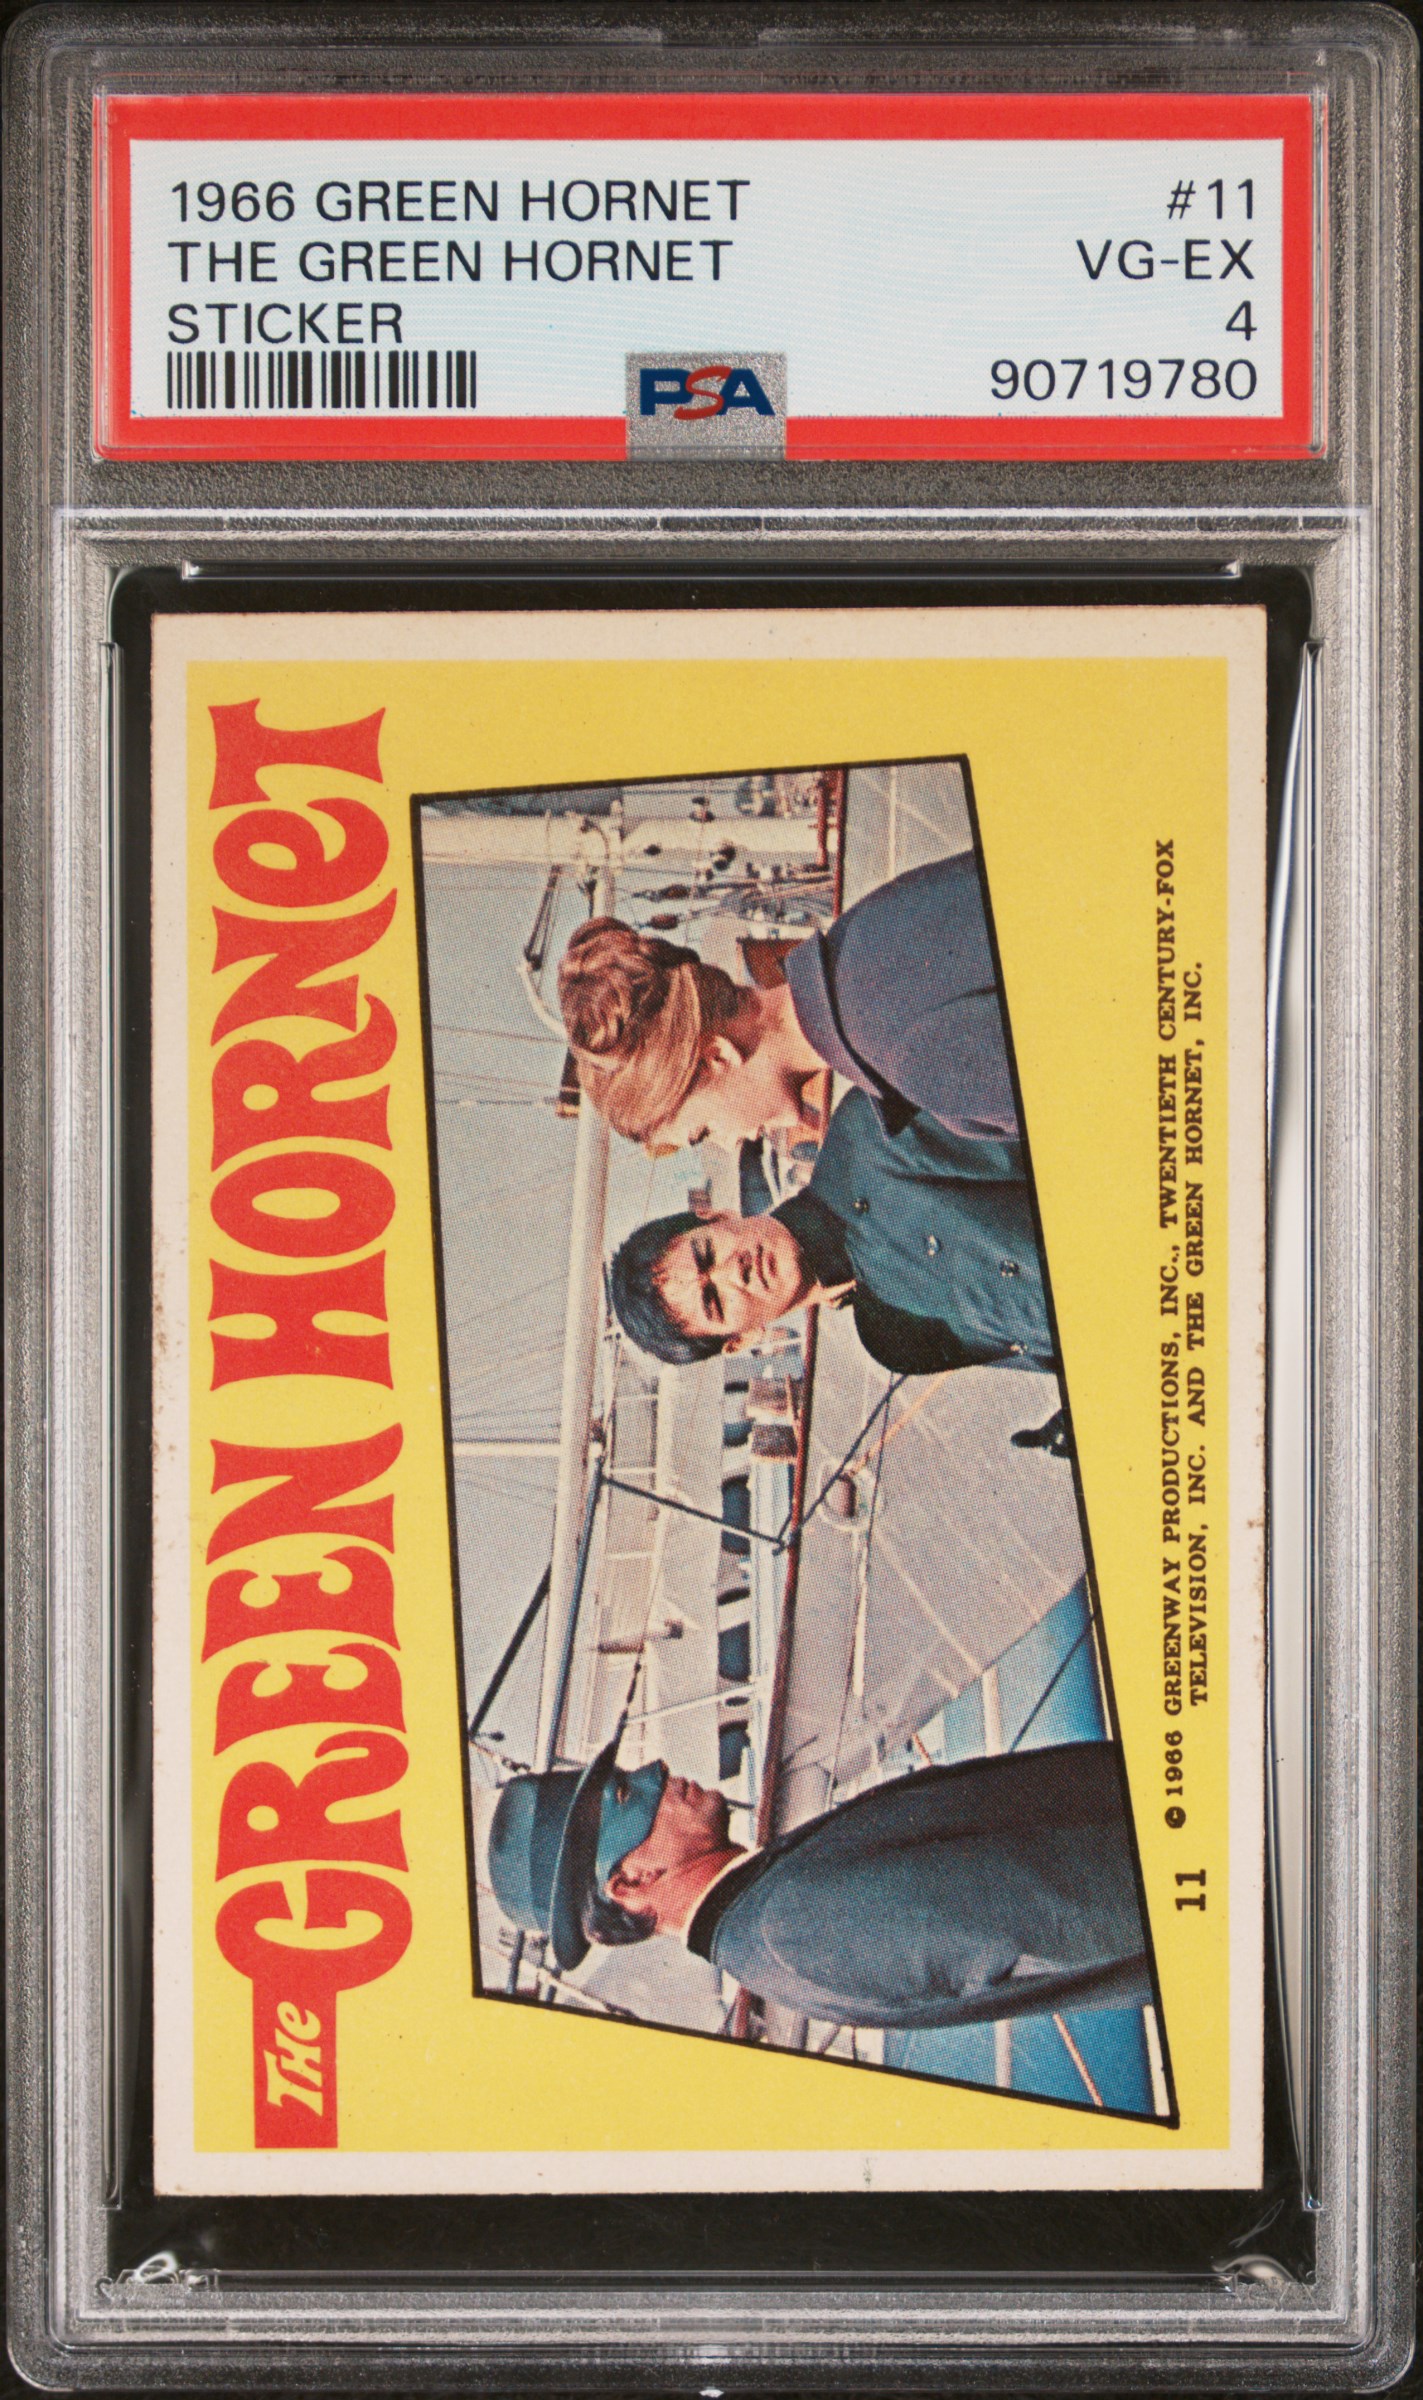 1966 GREEN HORNET #11
THE GREEN HORNET VG-EX
STICKER 4
PSA 90719780
THE GREEN HORNET
11 © 1966 GREENWAY PRODUCTIONS, INC., TWENTIETH CENTURY-FOX
TELEVISION, INC. AND THE GREEN HORNET, INC.